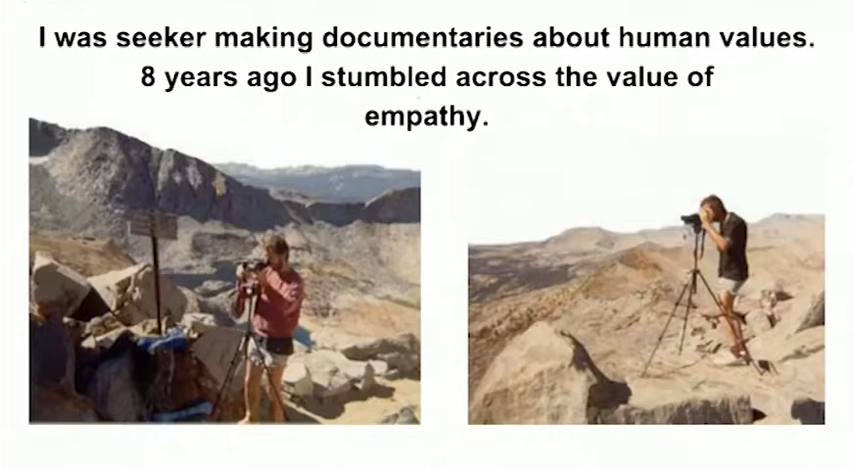 I was seeker making documentaries about human values.
8 years ago I stumbled across the value of
empathy.